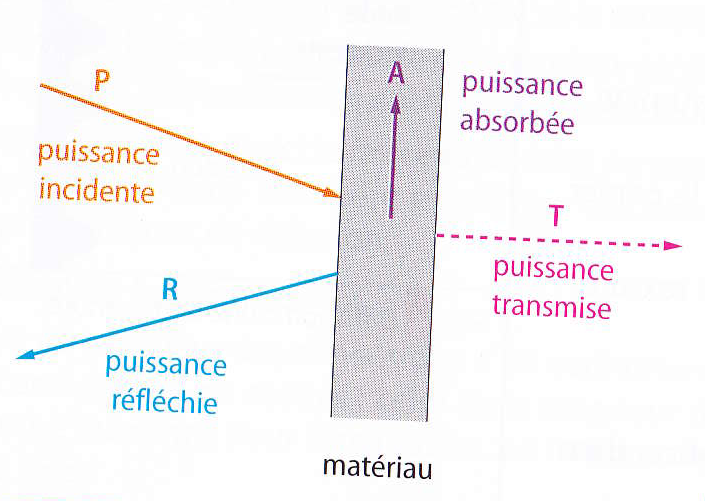 P
puissance
incidente
A
puissance
absorbée
T
puissance
transmise
R
puissance
réfléchie
matériau